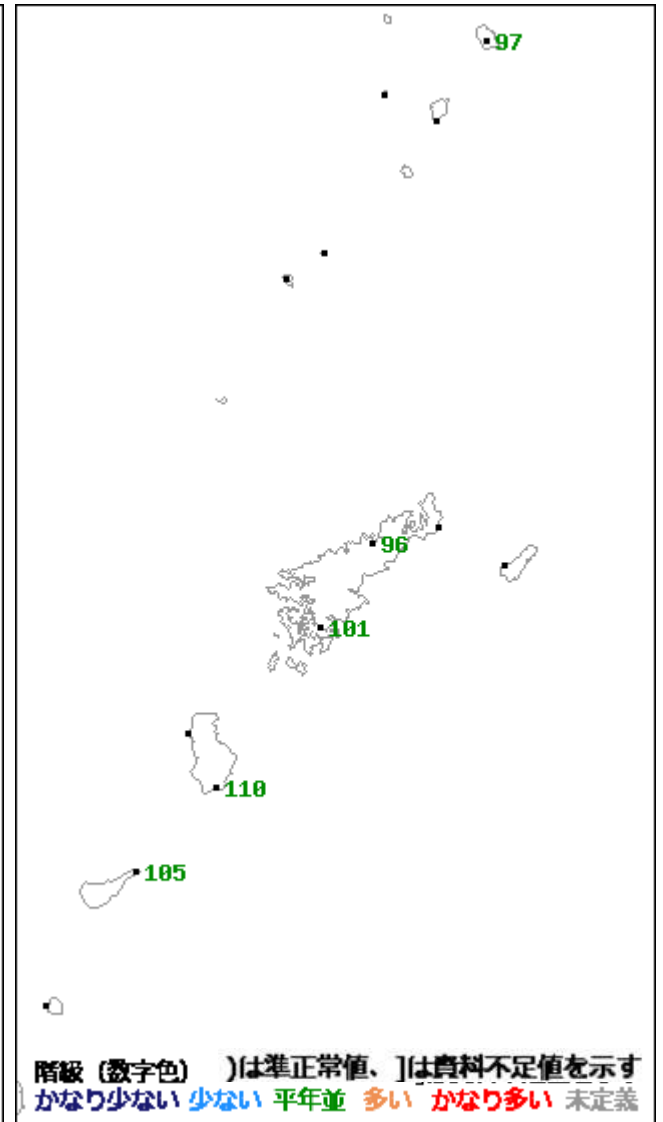 97
96
101
110
105
階級 (数字色) )は準正常値、]は資料不足値を示す
かなり少ない 少ない 平年並 多い かなり多い 未定義